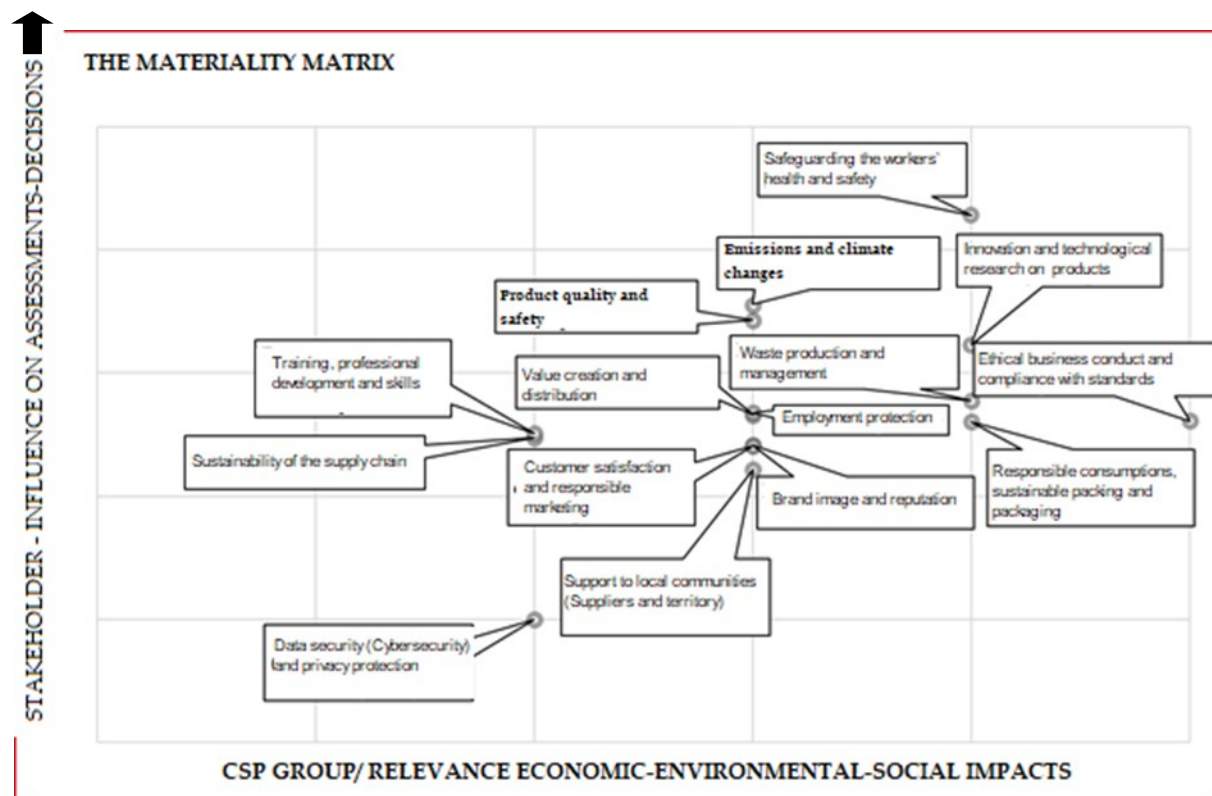 STAKEHOLDER - INFLUENCE ON ASSESSMENTS-DECISIONS
THE MATERIALITY MATRIX
Safeguarding the workers'
health and safety
Emissions and climate
changes
Innovation and technological
research on products
Product quality and
safety
Training, professional
development and skills
Value creation and
distribution
Waste production and
management
Ethical business conduct and
compliance with standards
Employment protection
Sustainability of the supply chain
Customer satisfaction
and responsible
marketing
Brand image and reputation
Responsible consumptions,
sustainable packing and
packaging
Support to local communities
(Suppliers and territory)
Data security (Cybersecurity)
and privacy protection
CSP GROUP/ RELEVANCE ECONOMIC-ENVIRONMENTAL-SOCIAL IMPACTS